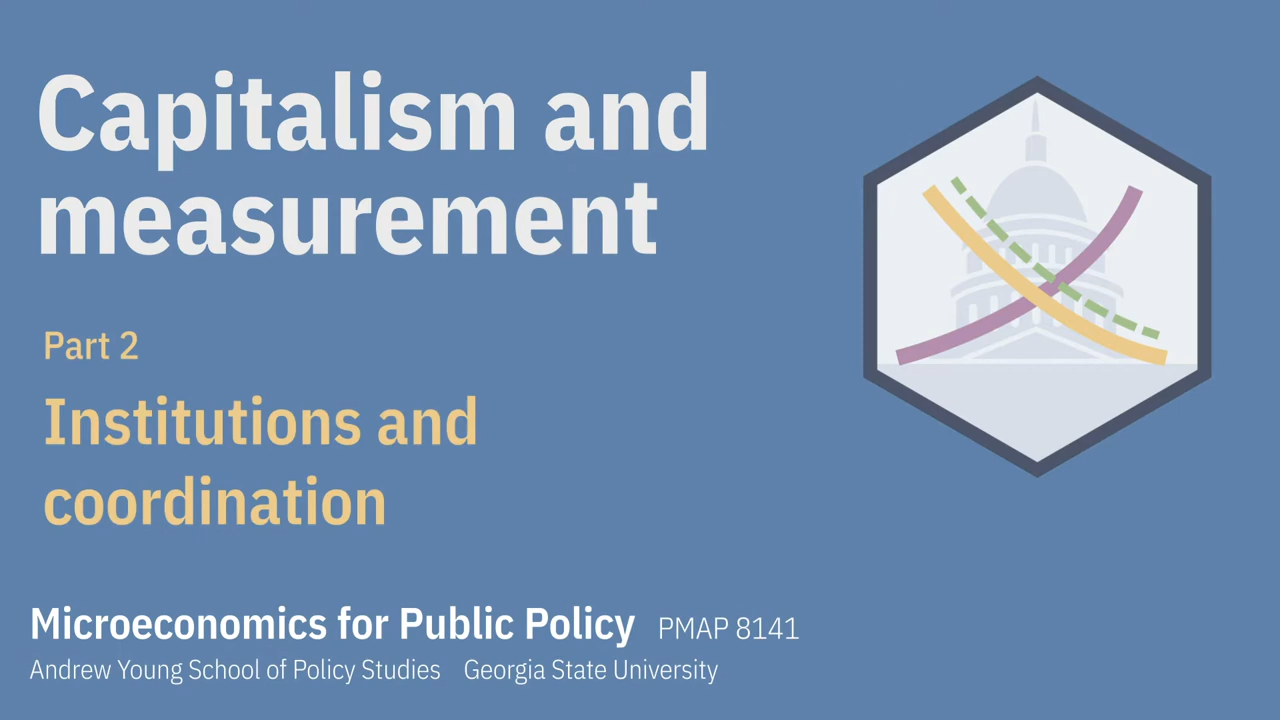 Capitalism and
measurement
Part 2
Institutions and
coordination
Microeconomics for Public Policy PMAP 8141
Andrew Young School of Policy Studies Georgia State University